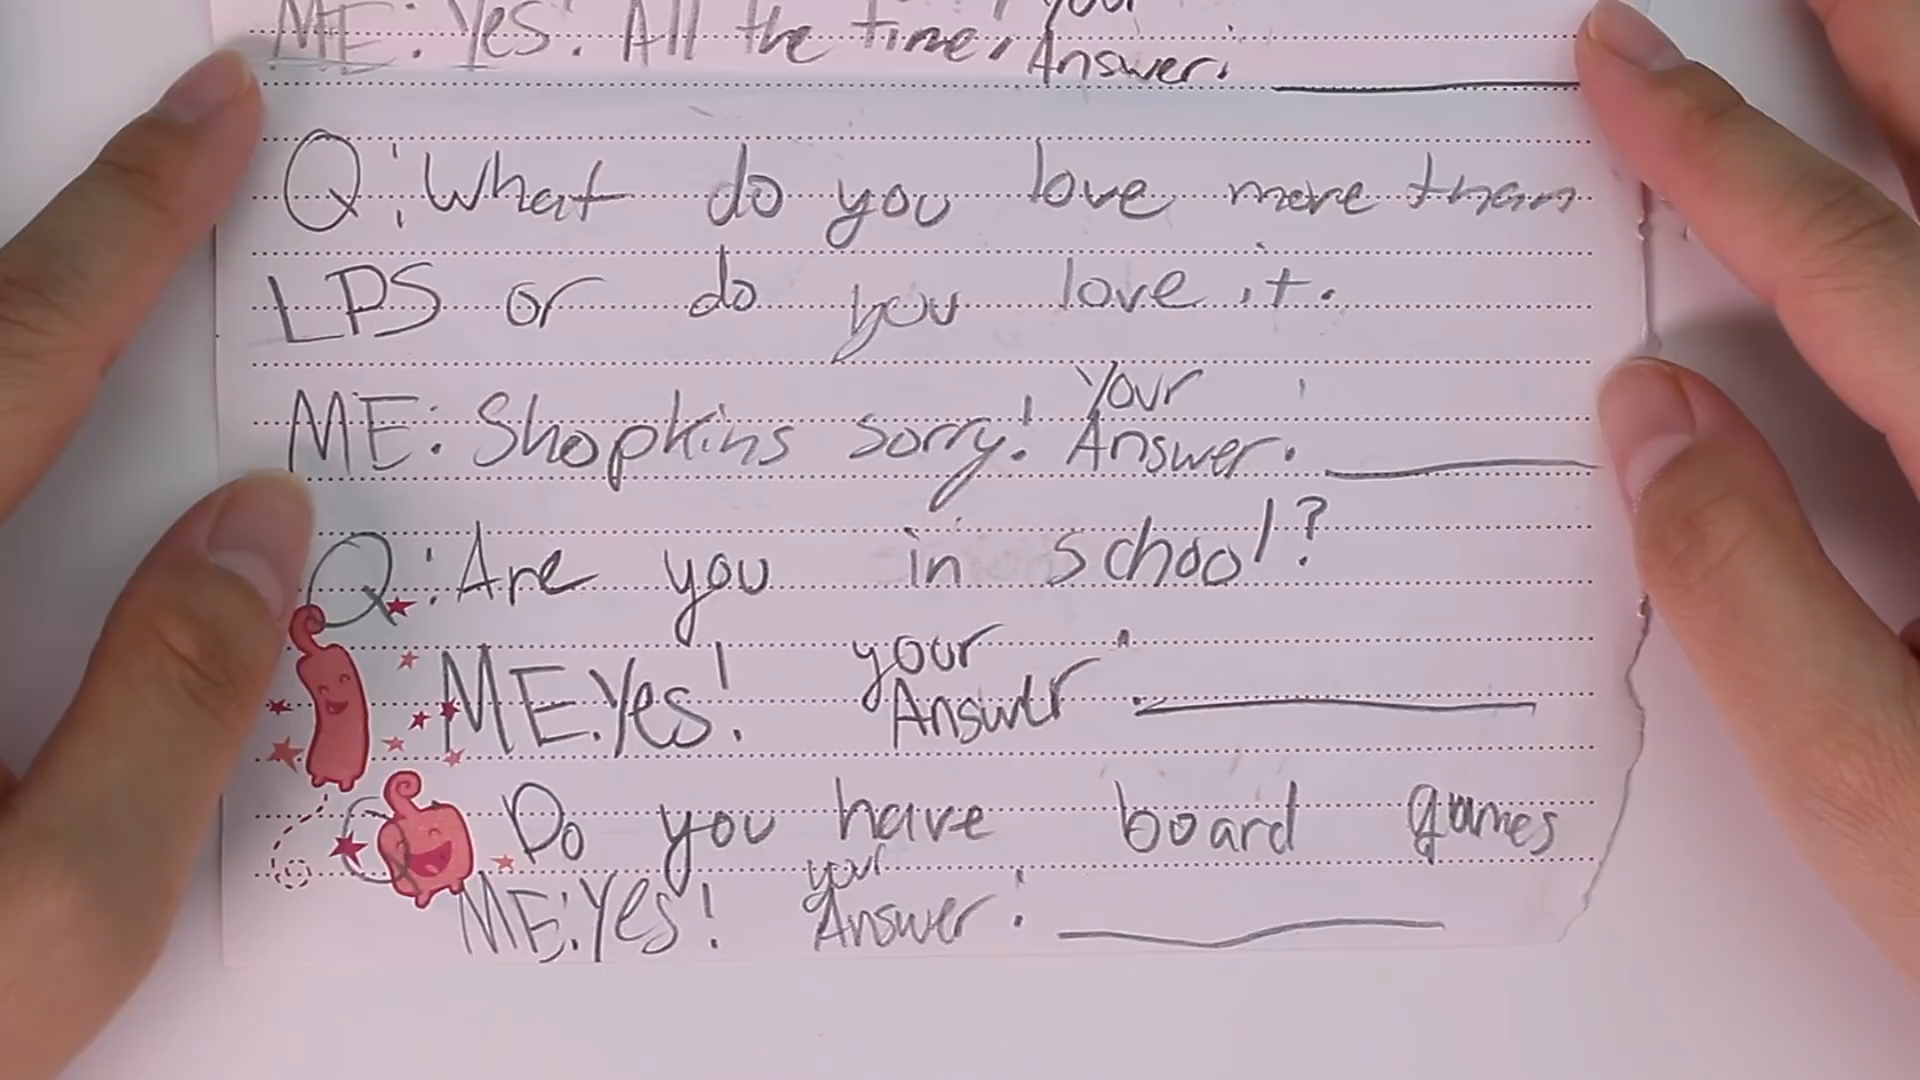 ME: Yes! All the time, your
Answer:
Q: What do you love more than
LPS or do you love it.
ME: Shopkins sorry! Your
Answer:
Q: Are you in school?
ME: Yes! your
Answer:
Q Do you have board games
ME: Yes! your
Answer: